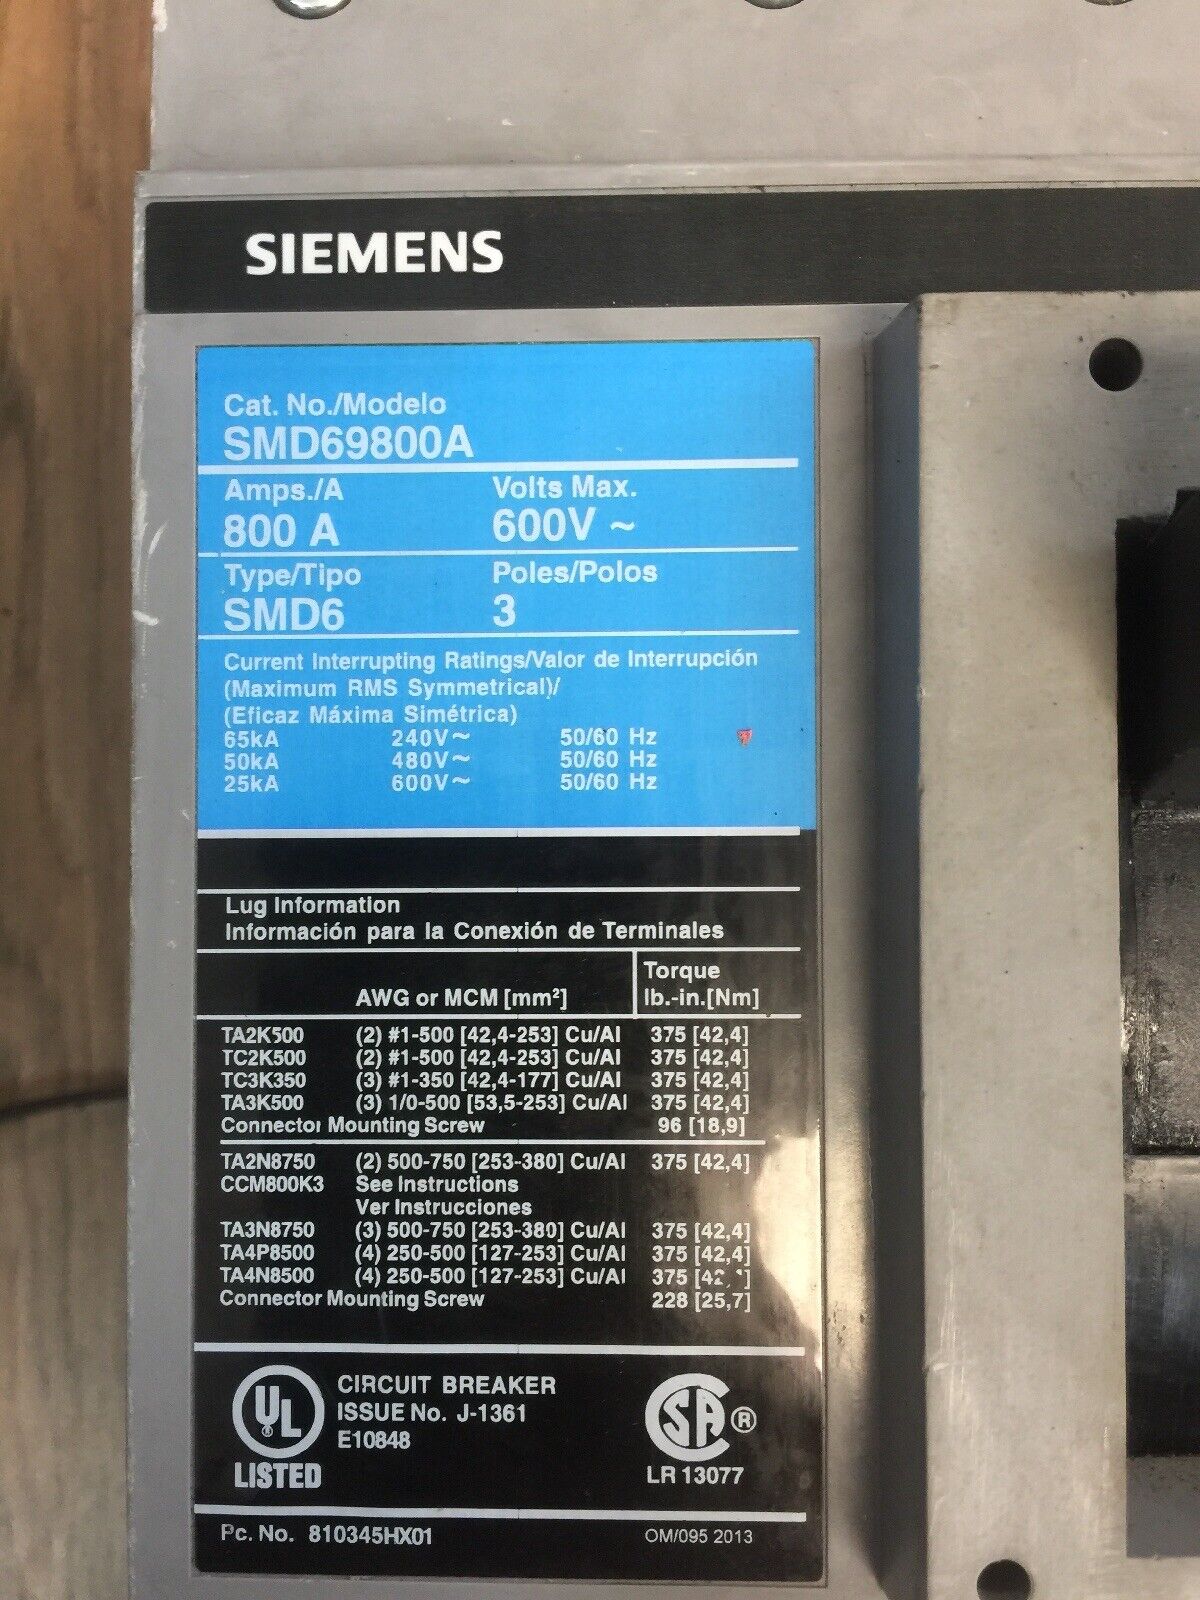 SIEMENS
Cat. No./Modelo
SMD69800A
Amps./A Volts Max.
800 A 600V ~
Type/Tipo Poles/Polos
SMD6 3
Current Interrupting Ratings/Valor de Interrupción
(Maximum RMS Symmetrical)/
(Eficaz Máxima Simétrica)
65kA 240V~ 50/60 Hz
50kA 480V~ 50/60 Hz
25kA 600V~ 50/60 Hz
Lug Information
Información para la Conexión de Terminales
Torque
AWG or MCM [mm²] lb.-in.[Nm]
TA2K500 (2) #1-500 [42,4-253] Cu/Al 375 [42,4]
TC2K500 (2) #1-500 [42,4-253] Cu/Al 375 [42,4]
TC3K350 (3) #1-350 [42,4-177] Cu/Al 375 [42,4]
TA3K500 (3) 1/0-500 [53,5-253] Cu/Al 375 [42,4]
Connector Mounting Screw 96 [18,9]
TA2N8750 (2) 500-750 [253-380] Cu/Al 375 [42,4]
CCM800K3 See Instructions
Ver Instrucciones
TA3N8750 (3) 500-750 [253-380] Cu/Al 375 [42,4]
TA4P8500 (4) 250-500 [127-253] Cu/Al 375 [42,4]
TA4N8500 (4) 250-500 [127-253] Cu/Al 375
Connector Mounting Screw 228 [25,7]
UL ® CIRCUIT BREAKER
ISSUE No. J-1361
E10848
LISTED
SA ®
LR 13077
Pc. No. 810345HX01 OM/095 2013